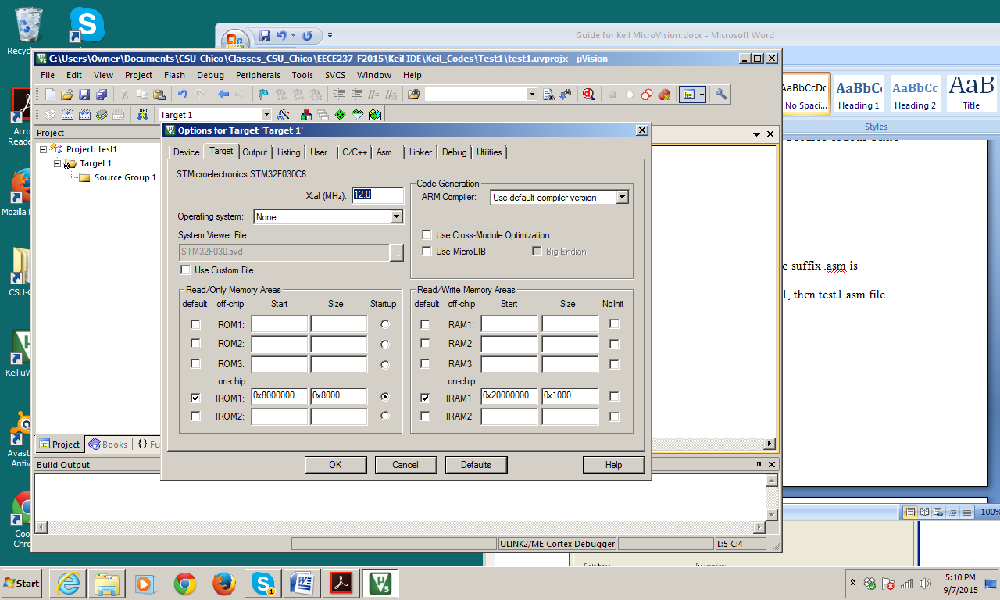 Recycle
Guide for Keil MicroVision.docx - Microsoft Word
C:\Users\Owner\Documents\CSU-Chico\Classes_CSU_Chico\EECE237-F2015\Keil IDE\Keil_Codes\Test1\test1.uvprojx - µVision
File Edit View Project Flash Debug Peripherals Tools SVCS Window Help
AaBbCcDc AaBbCc AaBbCc AaB
No Spaci... Heading 1 Heading 2 Title
Styles
LOAD
Target 1
Acro
Reade
Project
Project: test1
Target 1
Source Group 1
Options for Target 'Target 1'
Device Target Output Listing User C/C++ Asm Linker Debug Utilities
STMicroelectronics STM32F030C6
Xtal (MHz): 12.0
Operating system: None
System Viewer File:
STM32F030.svd
...
Use Custom File
Code Generation
ARM Compiler: Use default compiler version
Use Cross-Module Optimization
Use MicroLIB Big Endian
Read/Only Memory Areas
default off-chip Start Size Startup
ROM1:
ROM2:
ROM3:
on-chip
IROM1: 0x8000000 0x8000
IROM2:
Read/Write Memory Areas
default off-chip Start Size NoInit
RAM1:
RAM2:
RAM3:
on-chip
IRAM1: 0x20000000 0x1000
IRAM2:
OK Cancel Defaults Help
e suffix .asm is
1, then test1.asm file
Mozilla F
CSU-C
Keil uV
Avast
Antiv
Goo
Chro
Project Books {} Fu
Build Output
ULINK2/ME Cortex Debugger L:5 C:4
100%
Start
1
5:10 PM
9/7/2015